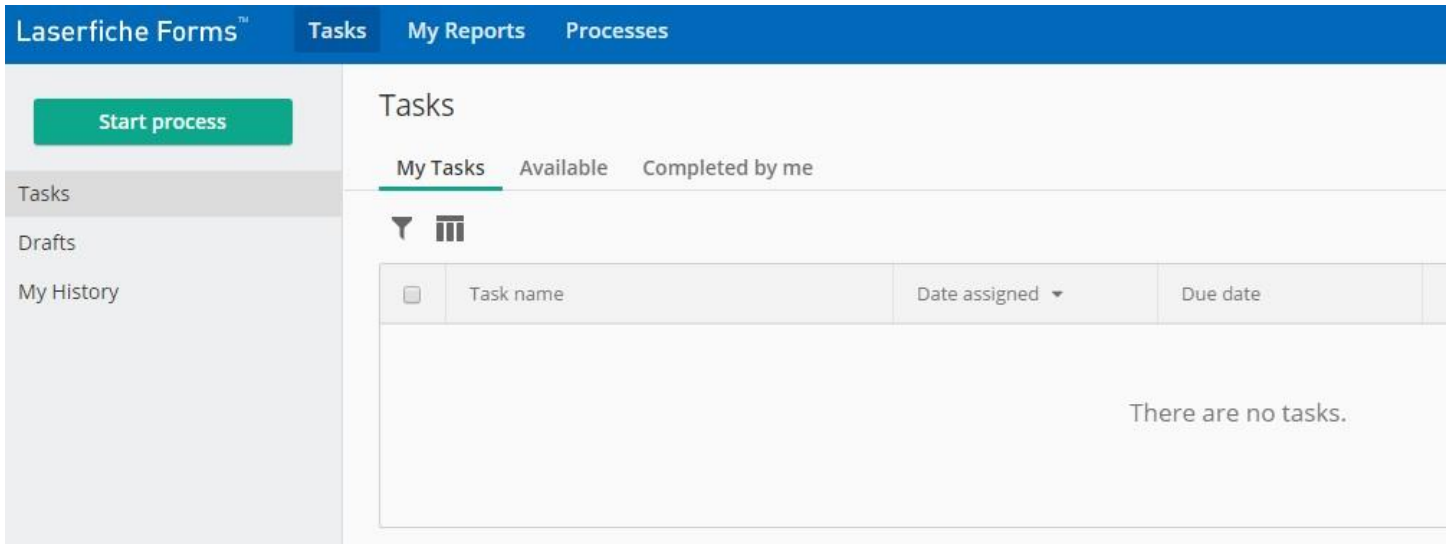 Laserfiche Forms™ Tasks My Reports Processes
Start process
Tasks
Drafts
My History
Tasks
My Tasks Available Completed by me
Task name Date assigned Due date
There are no tasks.